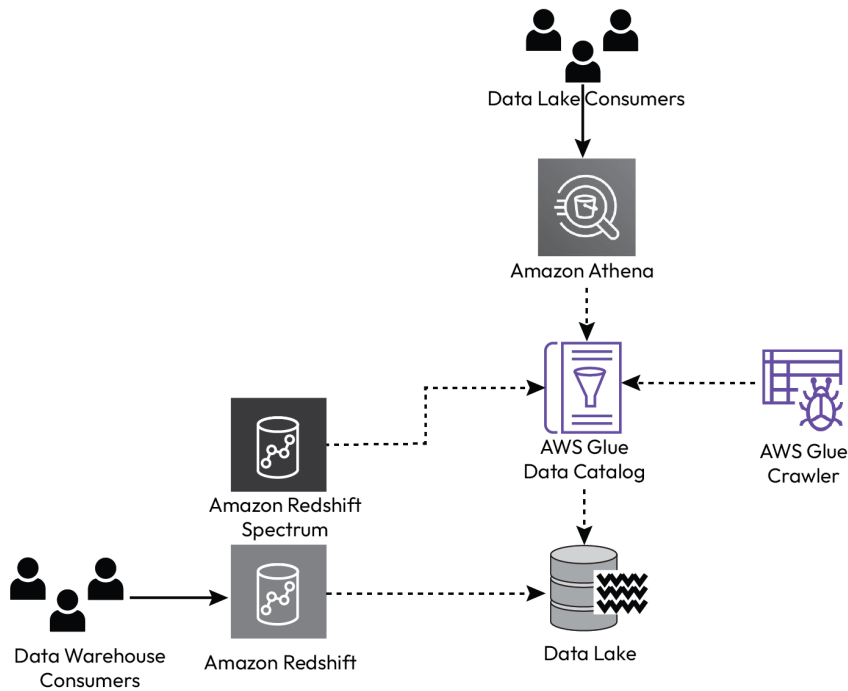 Data Lake Consumers
Amazon Athena
AWS Glue
Data Catalog
AWS Glue
Crawler
Amazon Redshift
Spectrum
Data Warehouse
Consumers
Amazon Redshift
Data Lake